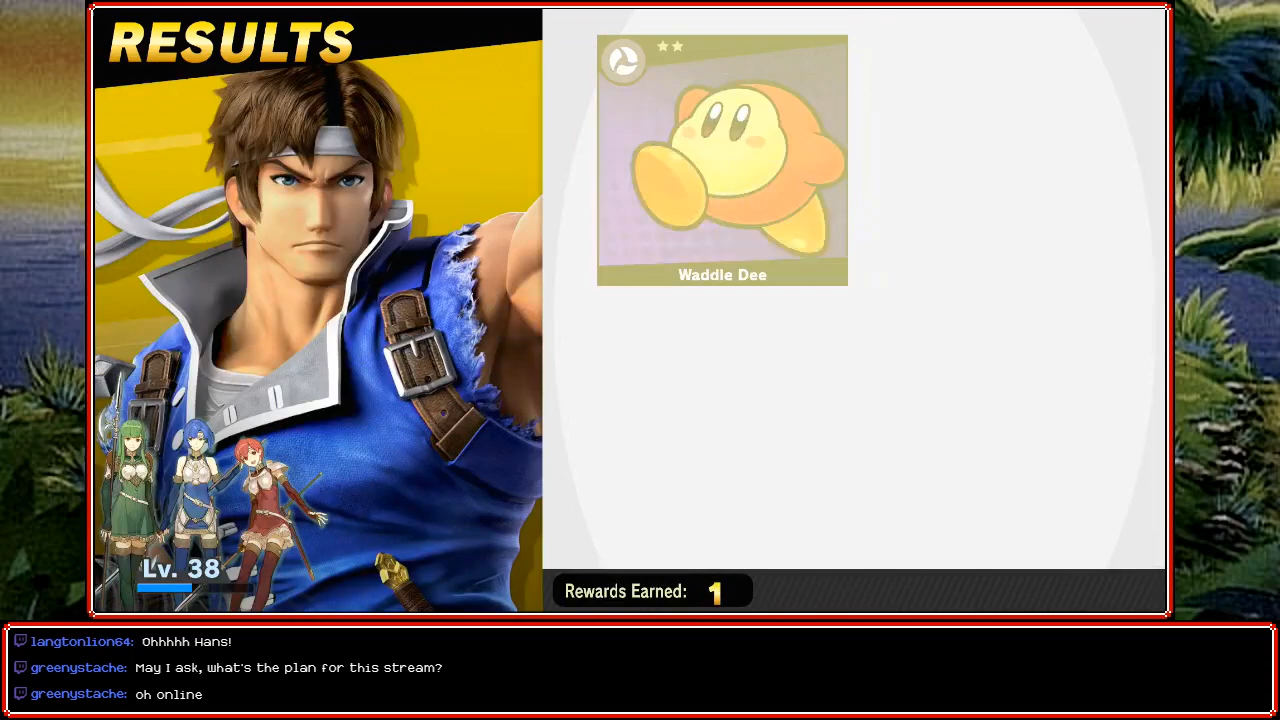 RESULTS
Waddle Dee
Lv. 38
Rewards Earned: 1
langtonlion64: Ohhhhh Hans!
greenystache: May I ask, what's the plan for this stream?
greenystache: oh online